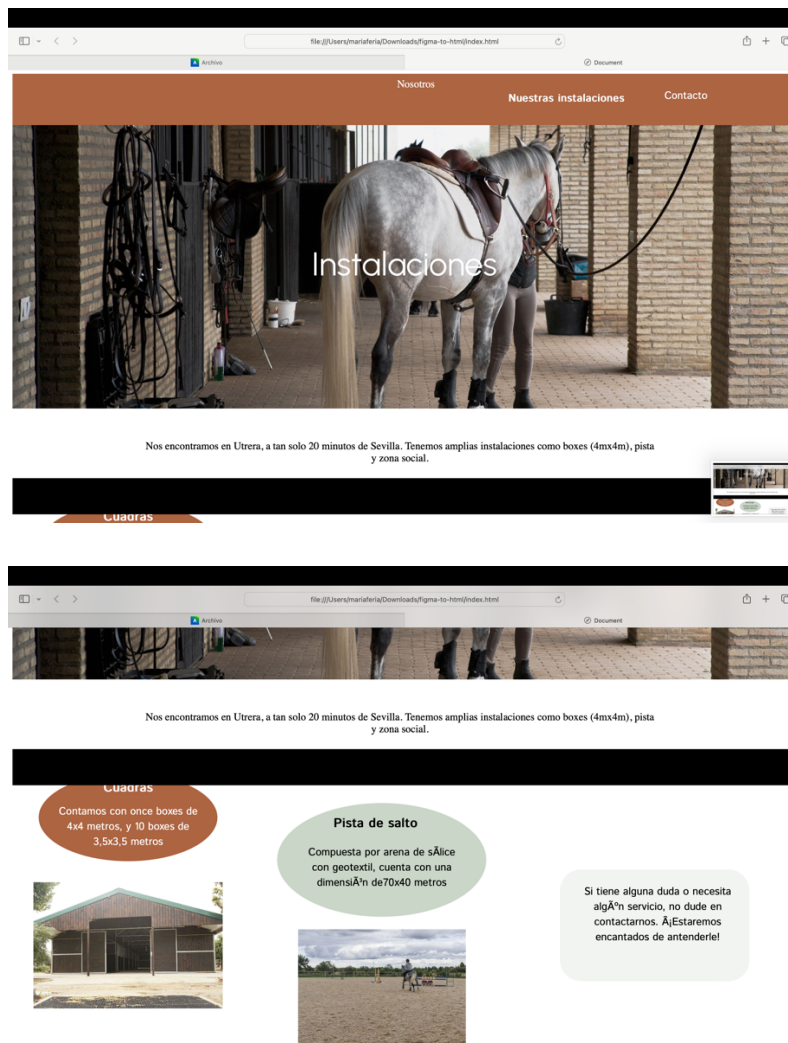 file:///Users/mariaferia/Downloads/figma-to-html/index.html
Archivo
Document
Nosotros
Nuestras instalaciones
Contacto
Instalaciones
Nos encontramos en Utrera, a tan solo 20 minutos de Sevilla. Tenemos amplias instalaciones como boxes (4mx4m), pista
y zona social.
Cuadras
file:///Users/mariaferia/Downloads/figma-to-html/index.html
Archivo
Document
Nos encontramos en Utrera, a tan solo 20 minutos de Sevilla. Tenemos amplias instalaciones como boxes (4mx4m), pista
y zona social.
Cuadras
Contamos con once boxes de
4x4 metros, y 10 boxes de
3,5x3,5 metros
Pista de salto
Compuesta por arena de sÃlice
con geotextil, cuenta con una
dimensiÃ³n de70x40 metros
Si tiene alguna duda o necesita
algÃºn servicio, no dude en
contactarnos. Â¡Estaremos
encantados de antenderle!